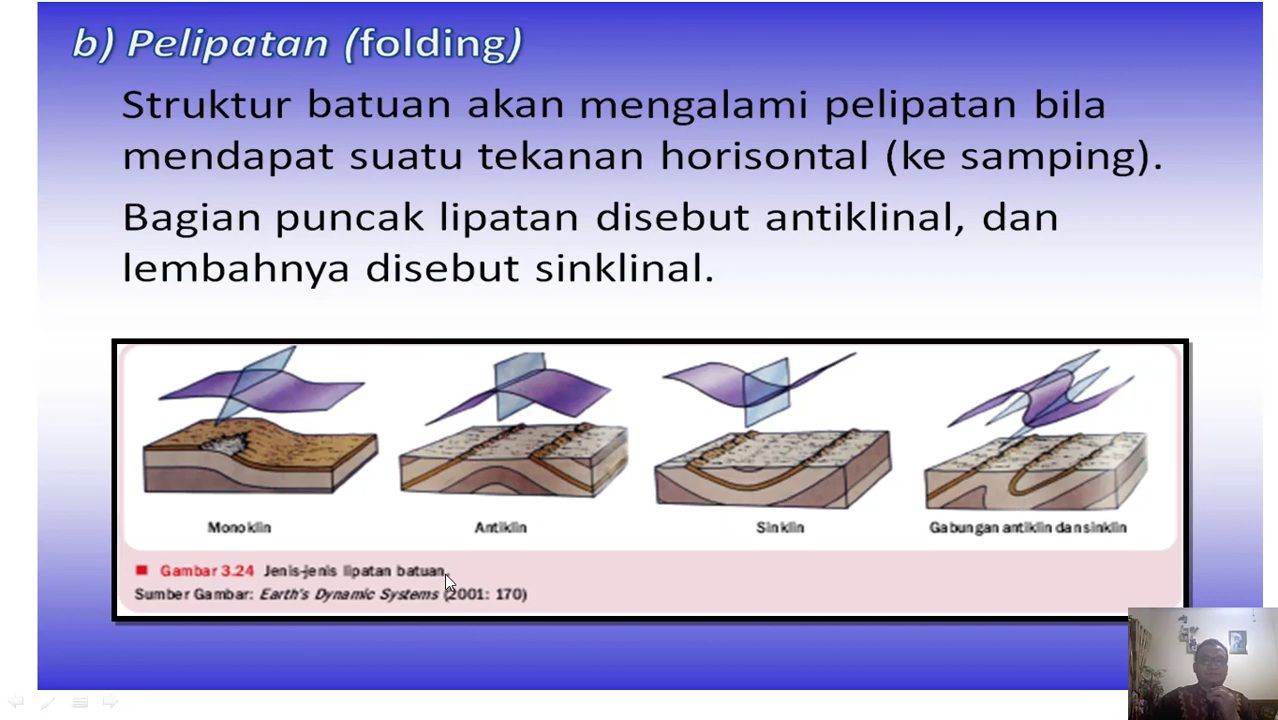 b) Pelipatan (folding)
Struktur batuan akan mengalami pelipatan bila
mendapat suatu tekanan horisontal (ke samping).
Bagian puncak lipatan disebut antiklinal, dan
lembahnya disebut sinklinal.
Monoklin
Antiklin
Sinklin
Gabungan antiklin dan sinklin
Gambar 3.24 Jenis-jenis lipatan batuan.
Sumber Gambar: Earth's Dynamic Systems (2001: 170)